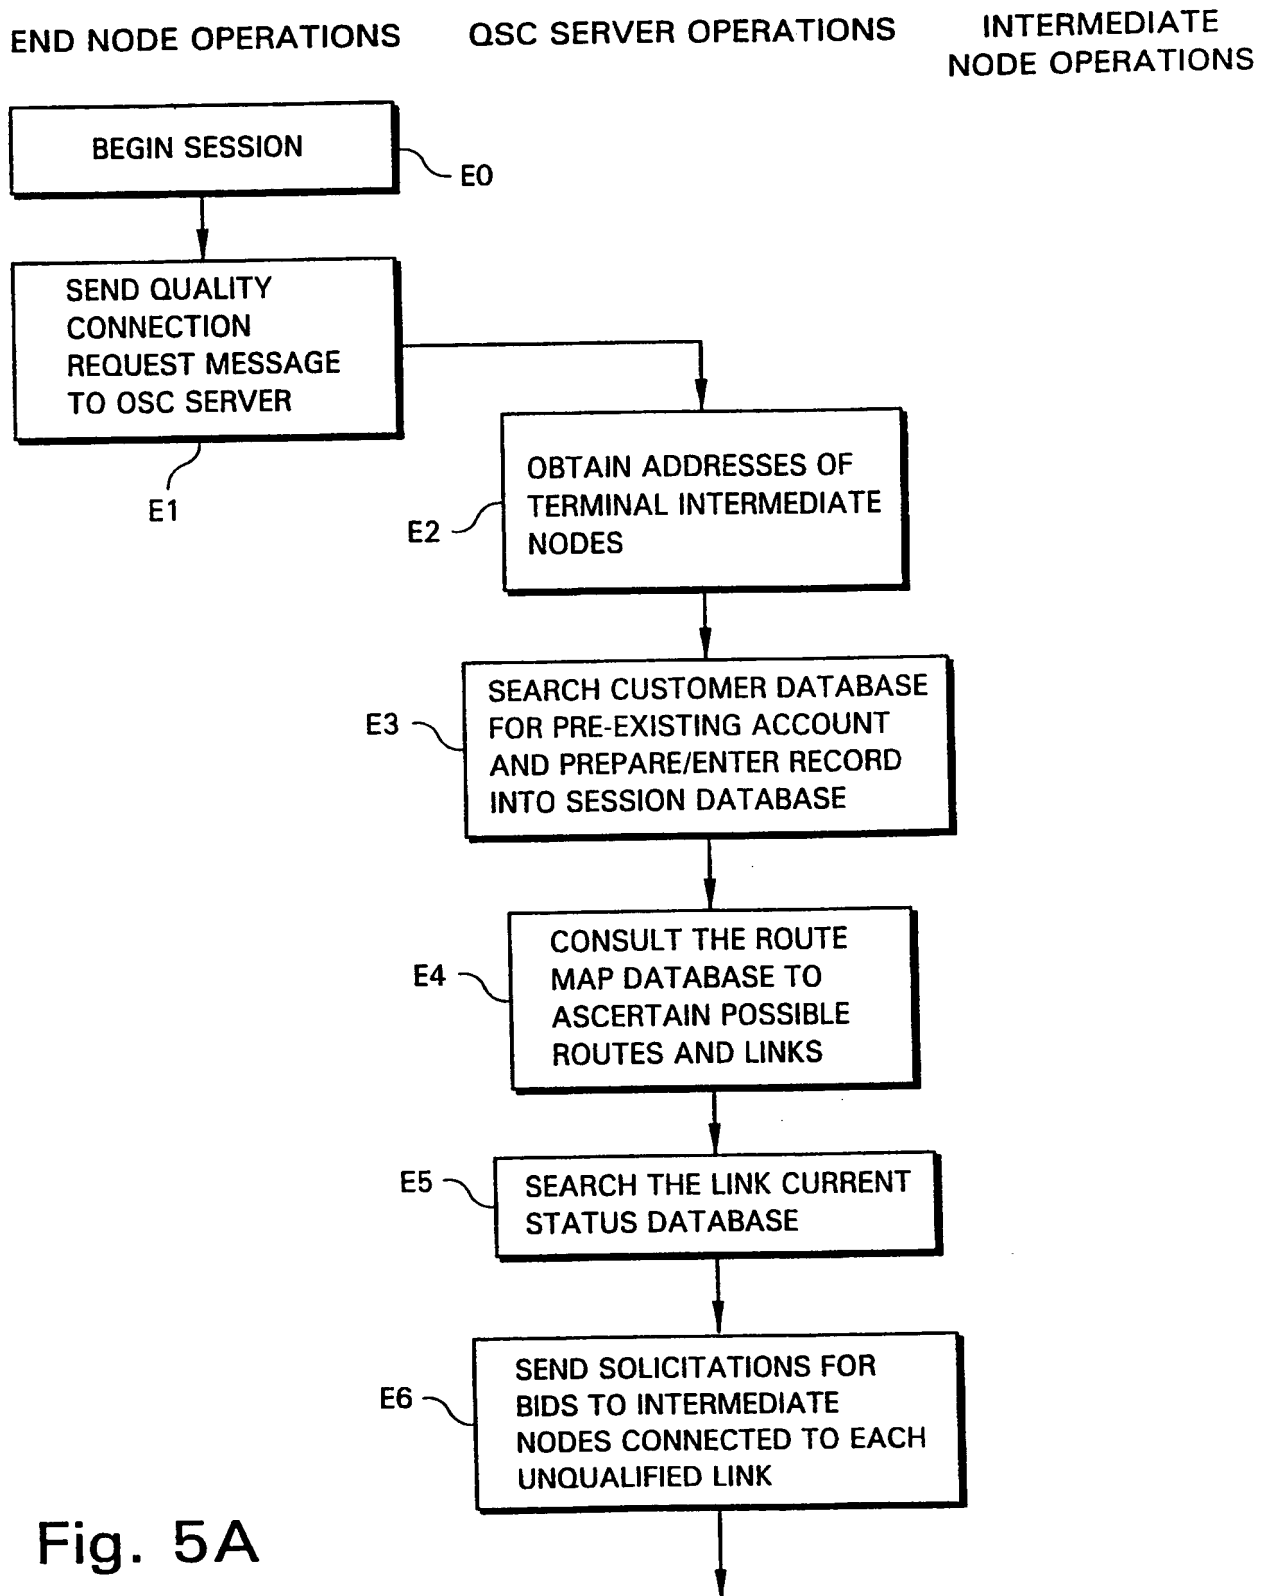 END NODE OPERATIONS
QSC SERVER OPERATIONS
INTERMEDIATE
NODE OPERATIONS
BEGIN SESSION
E0
SEND QUALITY
CONNECTION
REQUEST MESSAGE
TO OSC SERVER
E1
OBTAIN ADDRESSES OF
TERMINAL INTERMEDIATE
NODES
E2
SEARCH CUSTOMER DATABASE
FOR PRE-EXISTING ACCOUNT
AND PREPARE/ENTER RECORD
INTO SESSION DATABASE
E3
CONSULT THE ROUTE
MAP DATABASE TO
ASCERTAIN POSSIBLE
ROUTES AND LINKS
E4
SEARCH THE LINK CURRENT
STATUS DATABASE
E5
SEND SOLICITATIONS FOR
BIDS TO INTERMEDIATE
NODES CONNECTED TO EACH
UNQUALIFIED LINK
E6
Fig. 5A